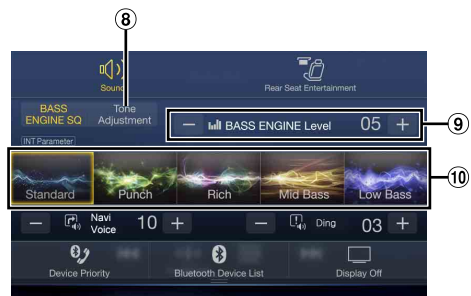 8
Sound
Rear Seat Entertainment
BASS
ENGINE SQ
Tone
Adjustment
INT Parameter
− BASS ENGINE Level 05 +
9
Standard
Punch
Rich
Mid Bass
Low Bass
10
− Navi
Voice 10 +
− Ding 03 +
Device Priority
Bluetooth Device List
Display Off